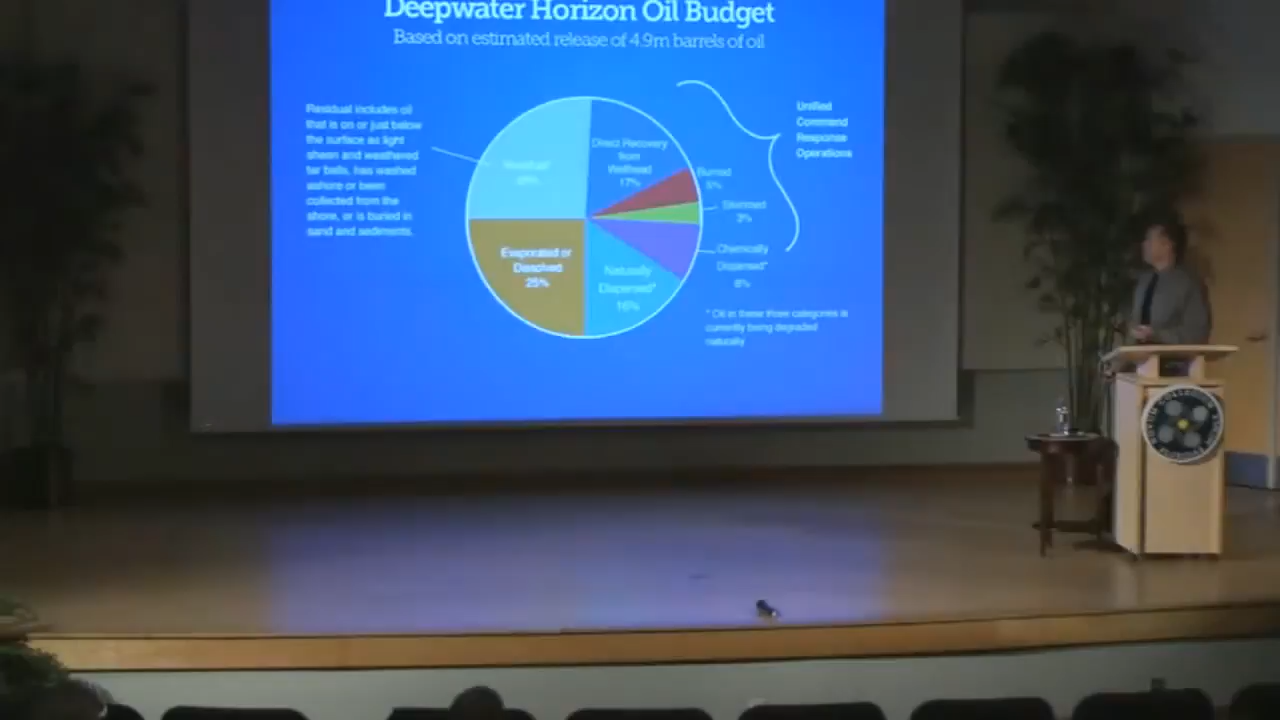 Deepwater Horizon Oil Budget
Based on estimated release of 4.9m barrels of oil
Residual includes oil
that is on or just below
the surface as light
sheen and weathered
tar balls, has washed
ashore or been
collected from the
shore, or is buried in
sand and sediments.
Residual*
Direct Recovery
from
Wellhead
17%
Burned
5%
Skimmed
3%
Chemically
Dispersed*
8%
Naturally
Dispersed*
16%
Evaporated or
Dissolved
25%
Unified
Command
Response
Operations
* Oil in these three categories is
currently being degraded
naturally